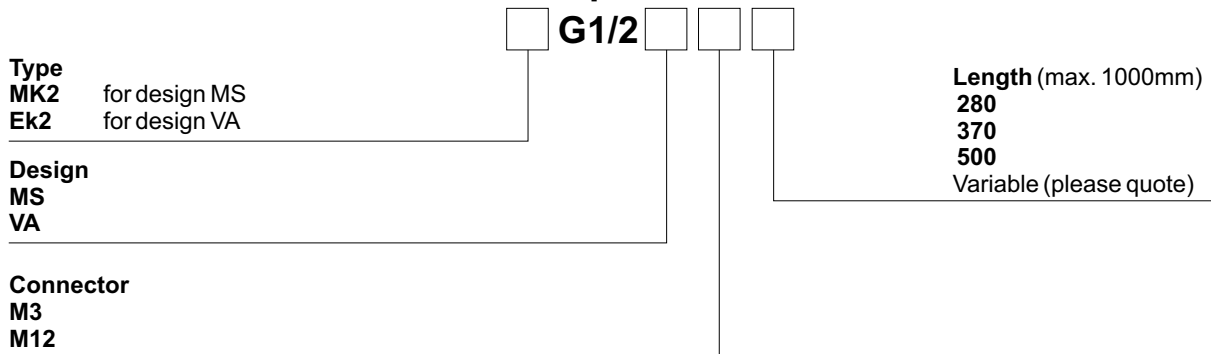 G1/2
Type
MK2 for design MS
Ek2 for design VA
Design
MS
VA
Connector
M3
M12
Length (max. 1000mm)
280
370
500
Variable (please quote)